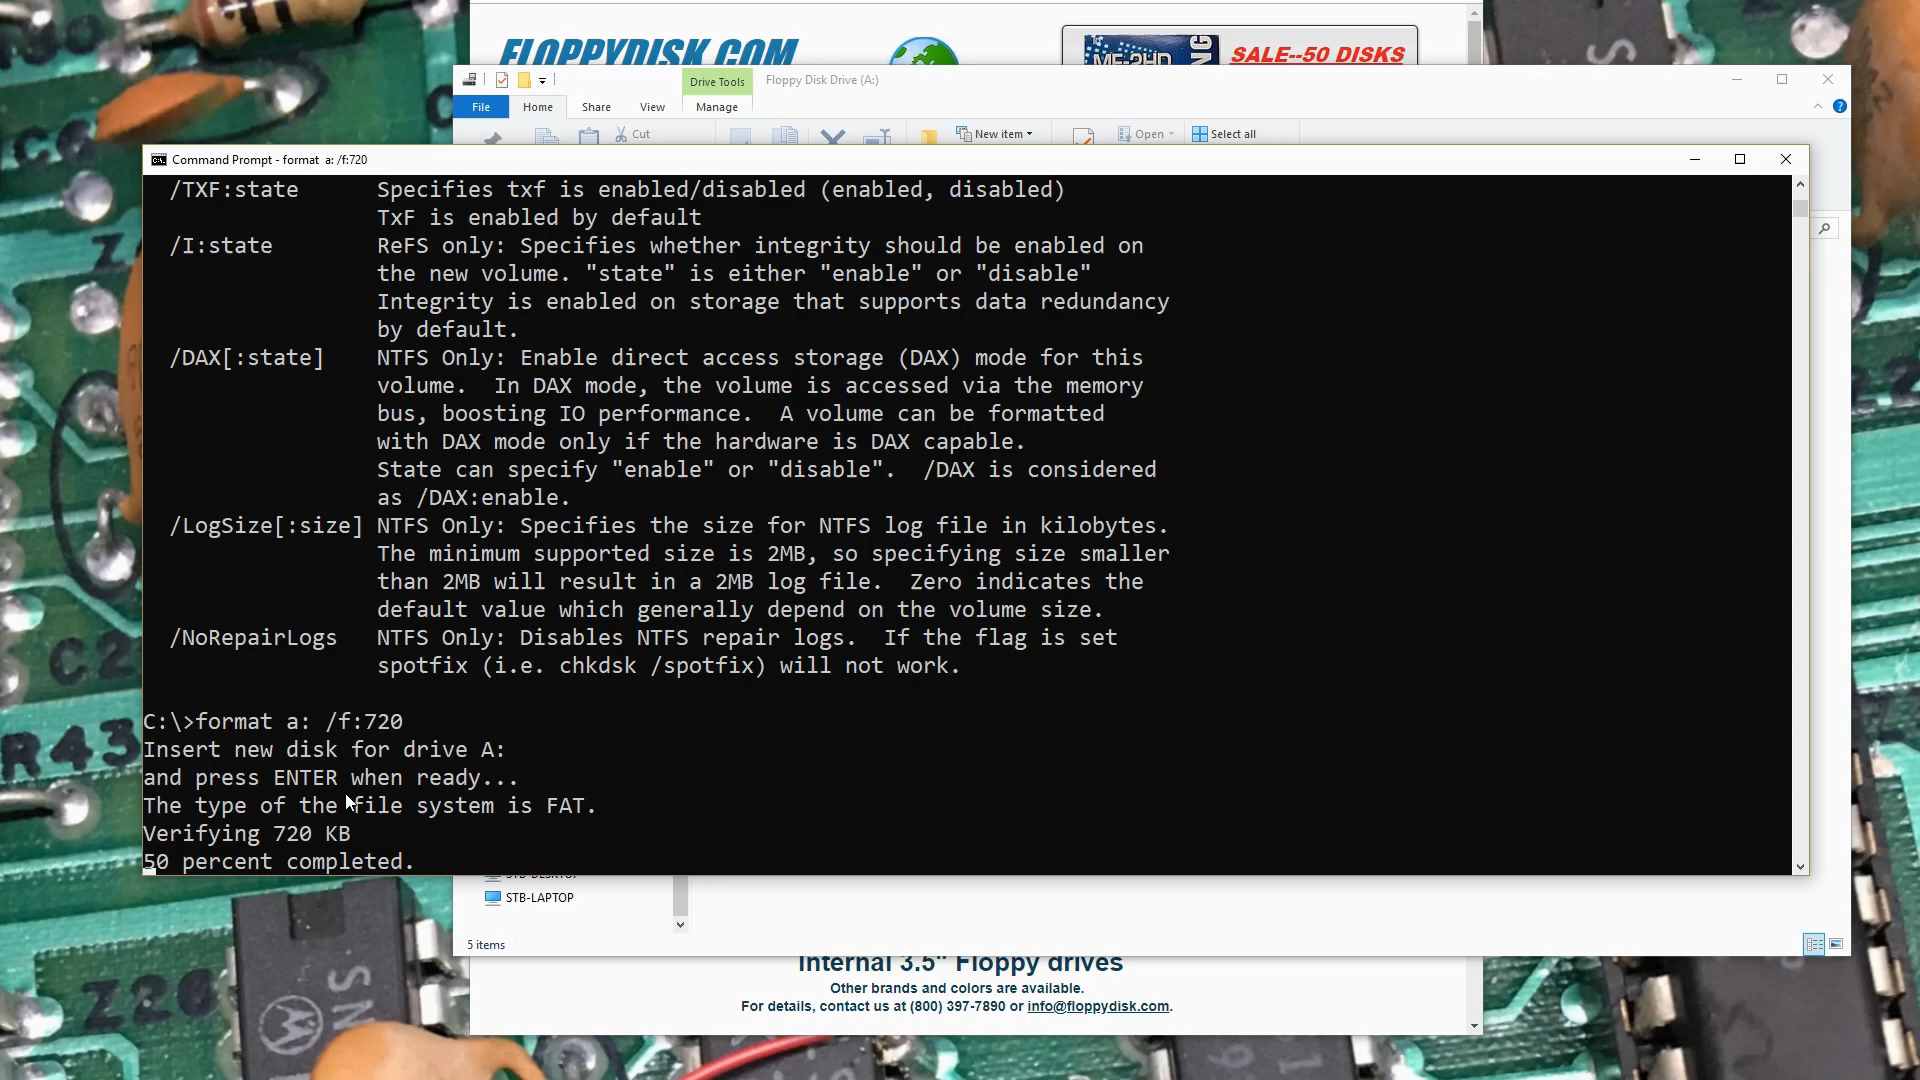 FLOPPYDISK.COM
MF-2HD
SALE--50 DISKS
Drive Tools
Floppy Disk Drive (A:)
File
Home
Share
View
Manage
Cut
New item
Open
Select all
Command Prompt - format a: /f:720
/TXF:state Specifies txf is enabled/disabled (enabled, disabled)
TxF is enabled by default
/I:state ReFS only: Specifies whether integrity should be enabled on
the new volume. "state" is either "enable" or "disable"
Integrity is enabled on storage that supports data redundancy
by default.
/DAX[:state] NTFS Only: Enable direct access storage (DAX) mode for this
volume. In DAX mode, the volume is accessed via the memory
bus, boosting IO performance. A volume can be formatted
with DAX mode only if the hardware is DAX capable.
State can specify "enable" or "disable". /DAX is considered
as /DAX:enable.
/LogSize[:size] NTFS Only: Specifies the size for NTFS log file in kilobytes.
The minimum supported size is 2MB, so specifying size smaller
than 2MB will result in a 2MB log file. Zero indicates the
default value which generally depend on the volume size.
/NoRepairLogs NTFS Only: Disables NTFS repair logs. If the flag is set
spotfix (i.e. chkdsk /spotfix) will not work.
C:\>format a: /f:720
Insert new disk for drive A:
and press ENTER when ready...
The type of the file system is FAT.
Verifying 720 KB
50 percent completed.
STB-DESKTOP
STB-LAPTOP
5 items
Internal 3.5" Floppy drives
Other brands and colors are available.
For details, contact us at (800) 397-7890 or info@floppydisk.com.
R43
C2
Z20
SN